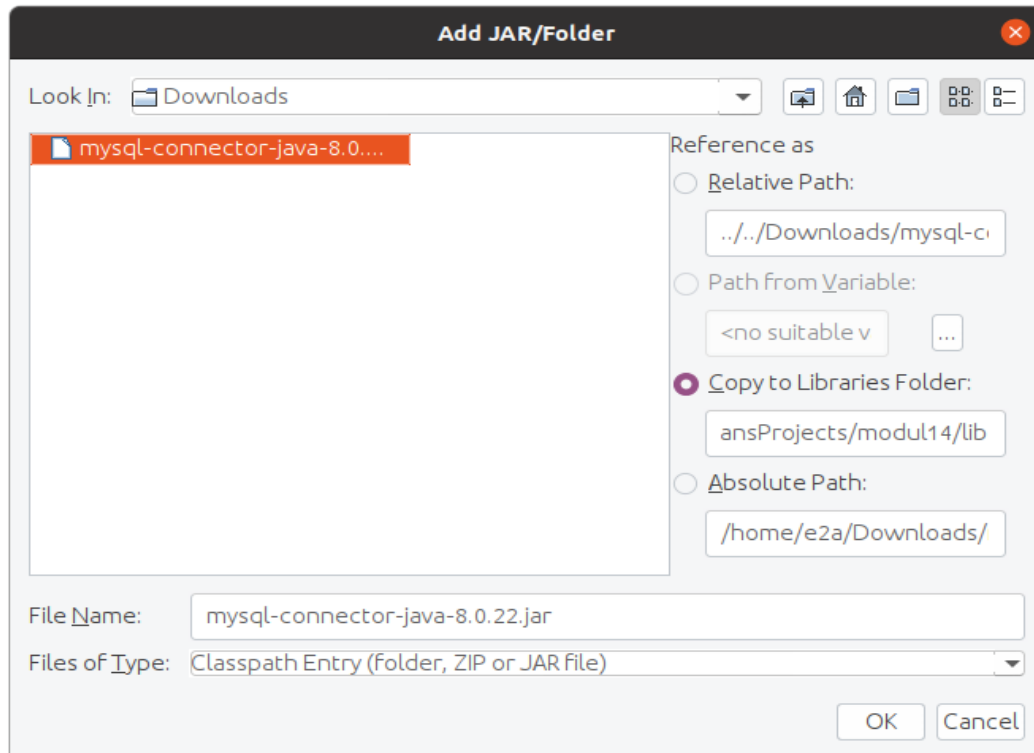 Add JAR/Folder
Look In: Downloads
mysql-connector-java-8.0....
Reference as
Relative Path:
../../Downloads/mysql-c
Path from Variable:
<no suitable v
...
Copy to Libraries Folder:
ansProjects/modul14/lib
Absolute Path:
/home/e2a/Downloads/
File Name: mysql-connector-java-8.0.22.jar
Files of Type: Classpath Entry (folder, ZIP or JAR file)
OK Cancel